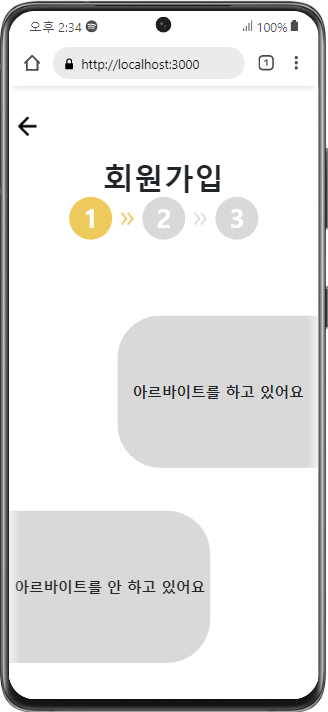 오후 2:34 100%
http://localhost:3000 1
회원가입
1 » 2 » 3
아르바이트를 하고 있어요
아르바이트를 안 하고 있어요